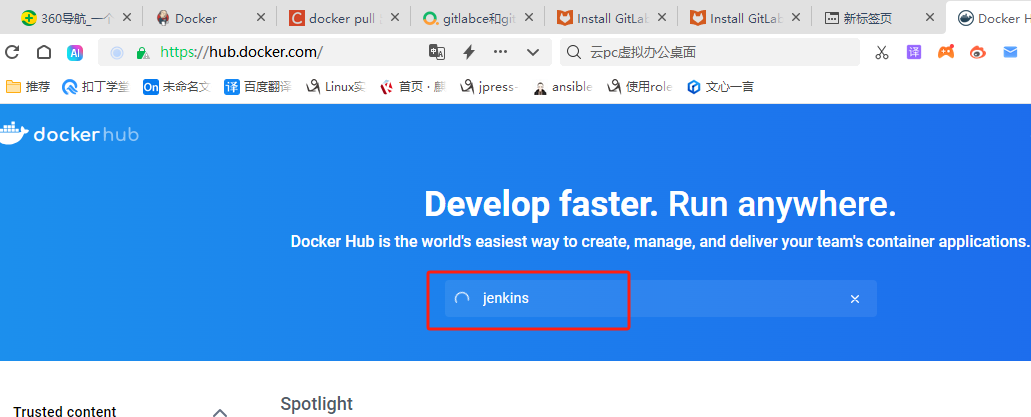 360导航_一个
Docker
docker pull
gitlabce和git
Install GitLab
Install GitLab
新标签页
Docker H
AI
https://hub.docker.com/
云pc虚拟办公桌面
译
推荐
扣丁学堂
On 未命名文
译 百度翻译
Linux实
首页 · 麒
jpress-
ansible
使用role
文心一言
docker hub
Develop faster. Run anywhere.
Docker Hub is the world's easiest way to create, manage, and deliver your team's container applications.
jenkins
Trusted content
Spotlight